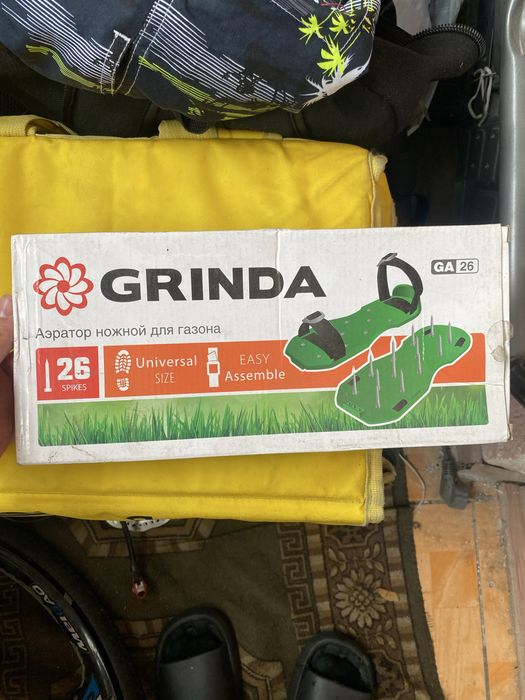 GRINDA
GA 26
Аэратор ножной для газона
26
SPIKES
Universal
SIZE
EASY
Assemble